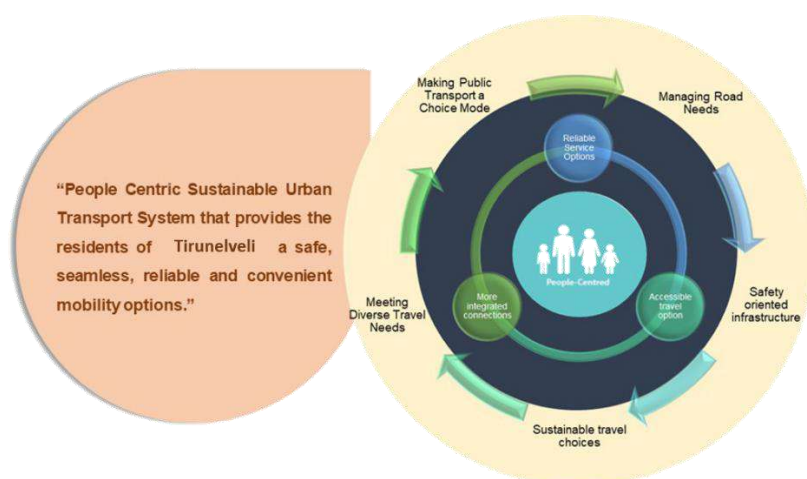 “People Centric Sustainable Urban
Transport System that provides the
residents of Tirunelveli a safe,
seamless, reliable and convenient
mobility options.”
Making Public
Transport a
Choice Mode
Managing Road
Needs
Reliable
Service
Options
People-Centred
More
integrated
connections
Accessible
travel
option
Meeting
Diverse Travel
Needs
Safety
oriented
infrastructure
Sustainable travel
choices